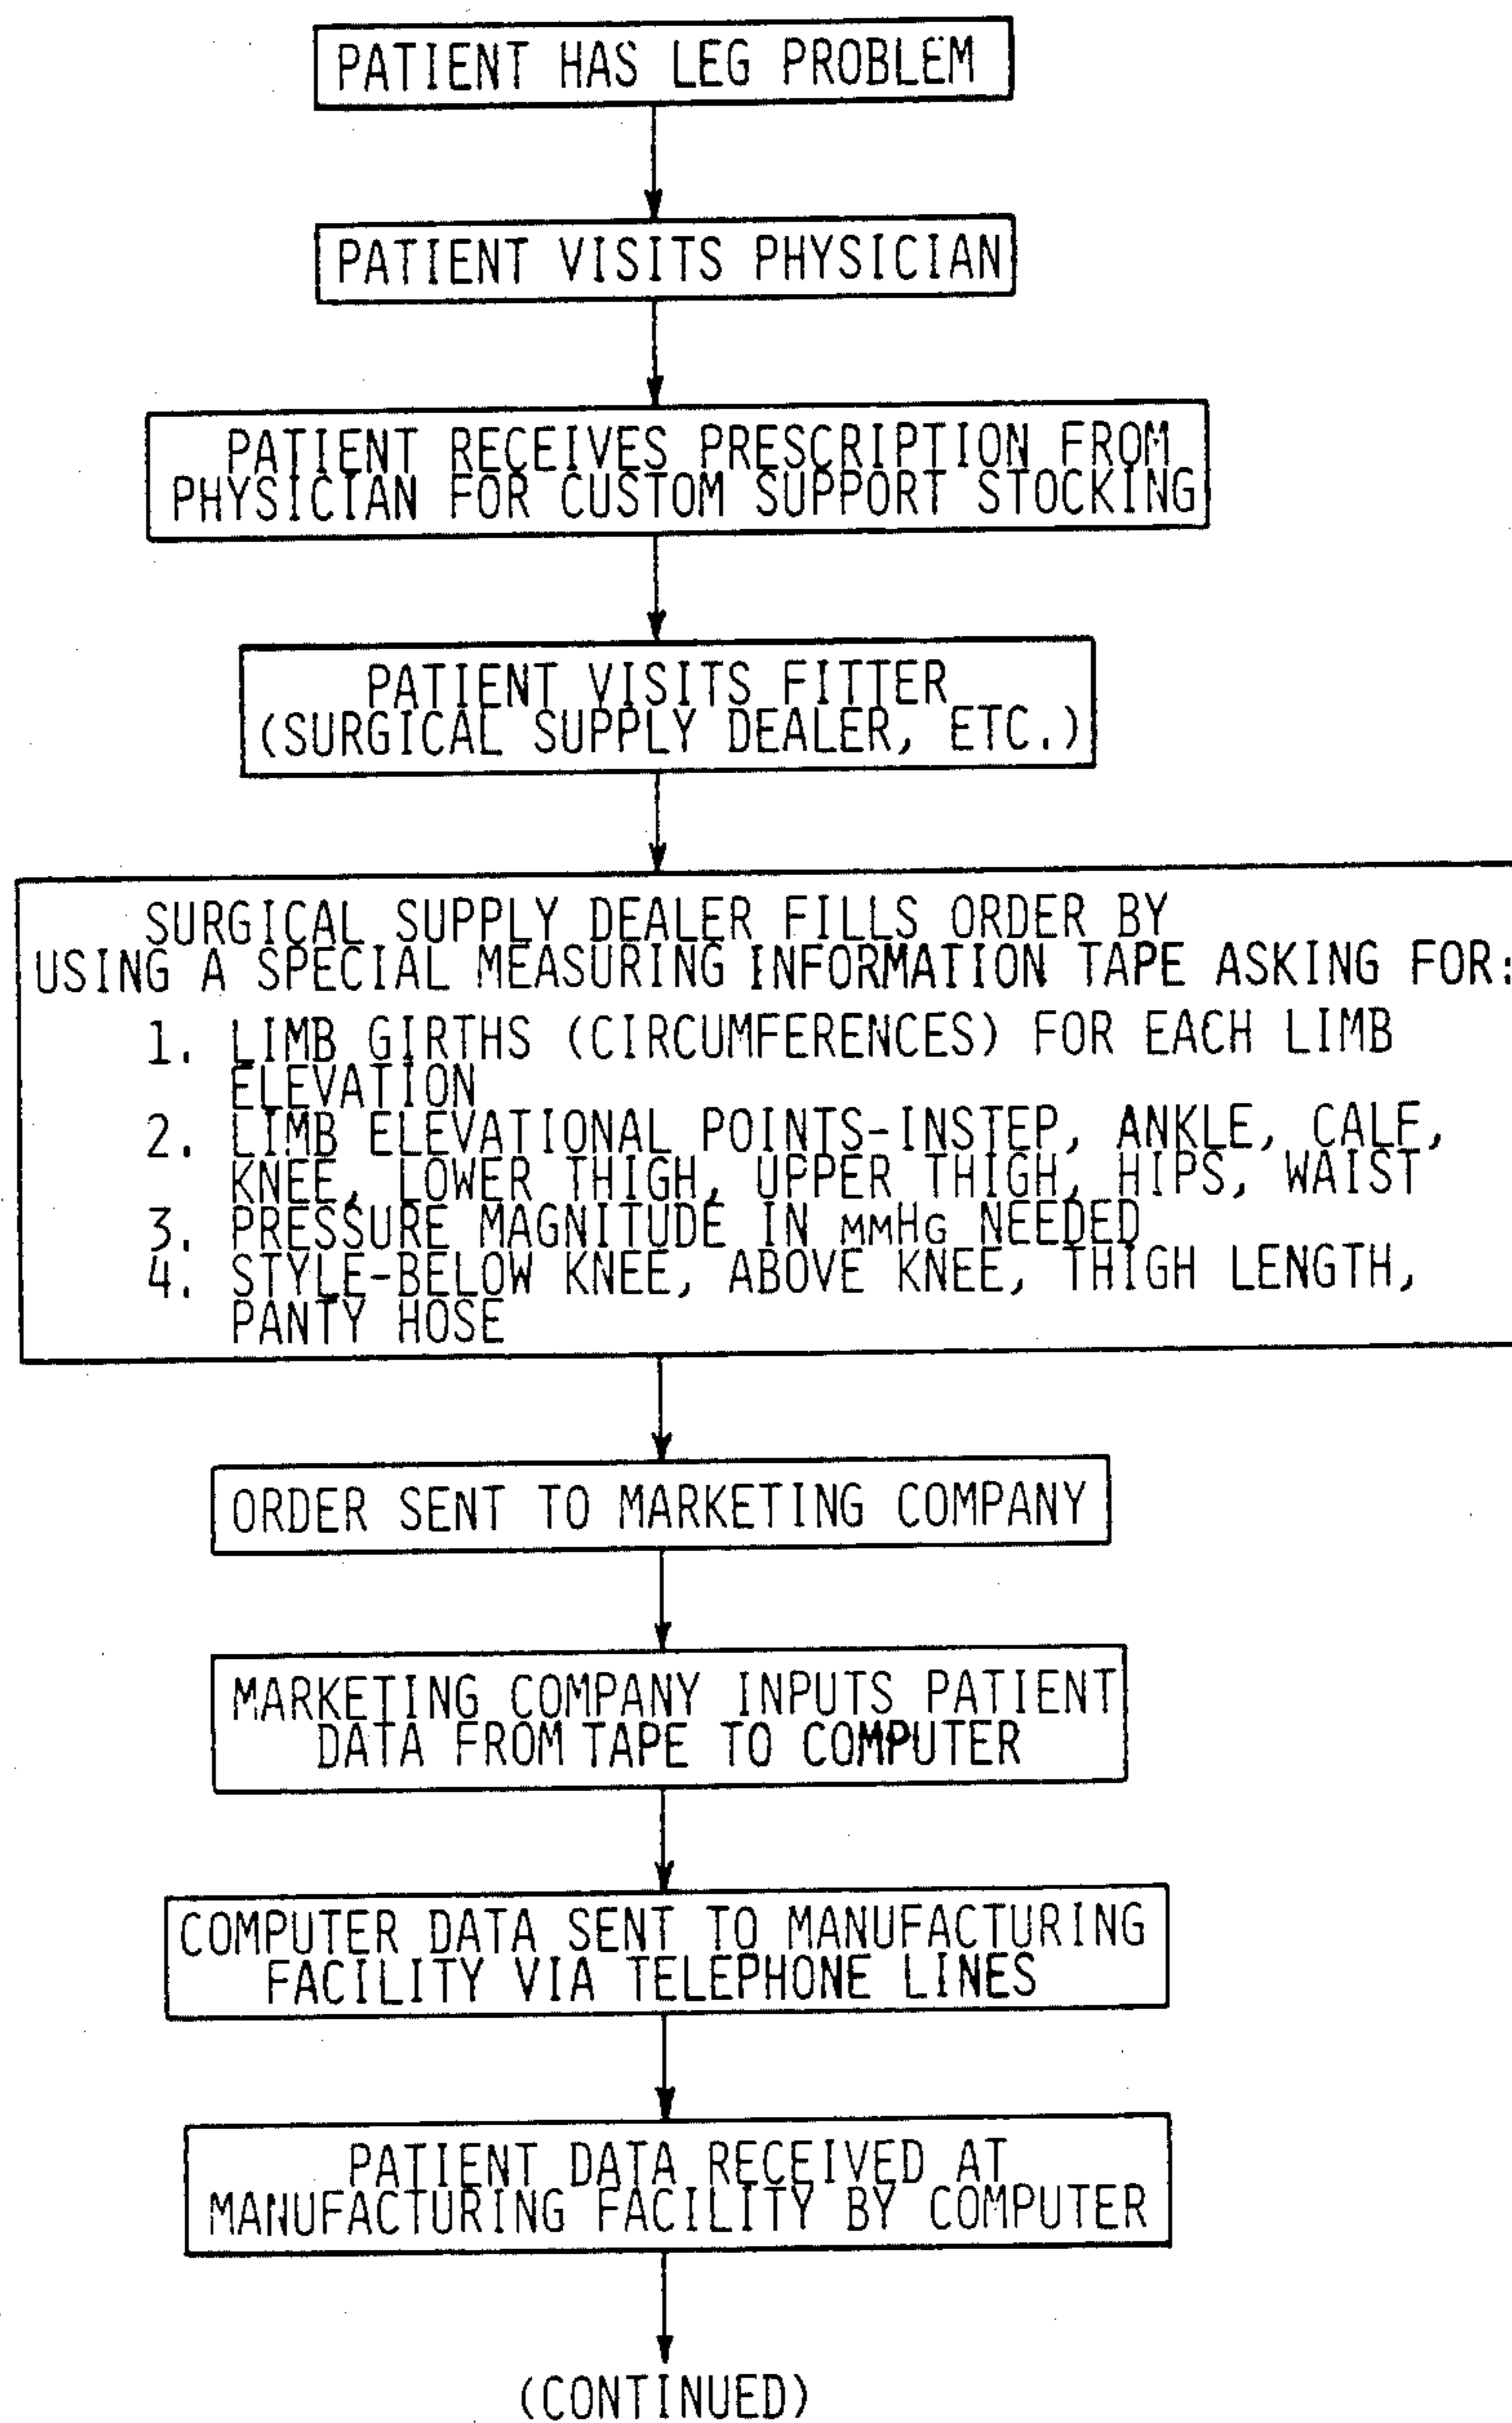 PATIENT HAS LEG PROBLEM
PATIENT VISITS PHYSICIAN
PATIENT RECEIVES PRESCRIPTION FROM
PHYSICIAN FOR CUSTOM SUPPORT STOCKING
PATIENT VISITS FITTER
(SURGICAL SUPPLY DEALER, ETC.)
SURGICAL SUPPLY DEALER FILLS ORDER BY
USING A SPECIAL MEASURING INFORMATION TAPE ASKING FOR:
1. LIMB GIRTHS (CIRCUMFERENCES) FOR EACH LIMB
ELEVATION
2. LIMB ELEVATIONAL POINTS-INSTEP, ANKLE, CALF,
KNEE, LOWER THIGH, UPPER THIGH, HIPS, WAIST
3. PRESSURE MAGNITUDE IN MMHG NEEDED
4. STYLE-BELOW KNEE, ABOVE KNEE, THIGH LENGTH,
PANTY HOSE
ORDER SENT TO MARKETING COMPANY
MARKETING COMPANY INPUTS PATIENT
DATA FROM TAPE TO COMPUTER
COMPUTER DATA SENT TO MANUFACTURING
FACILITY VIA TELEPHONE LINES
PATIENT DATA RECEIVED AT
MANUFACTURING FACILITY BY COMPUTER
(CONTINUED)